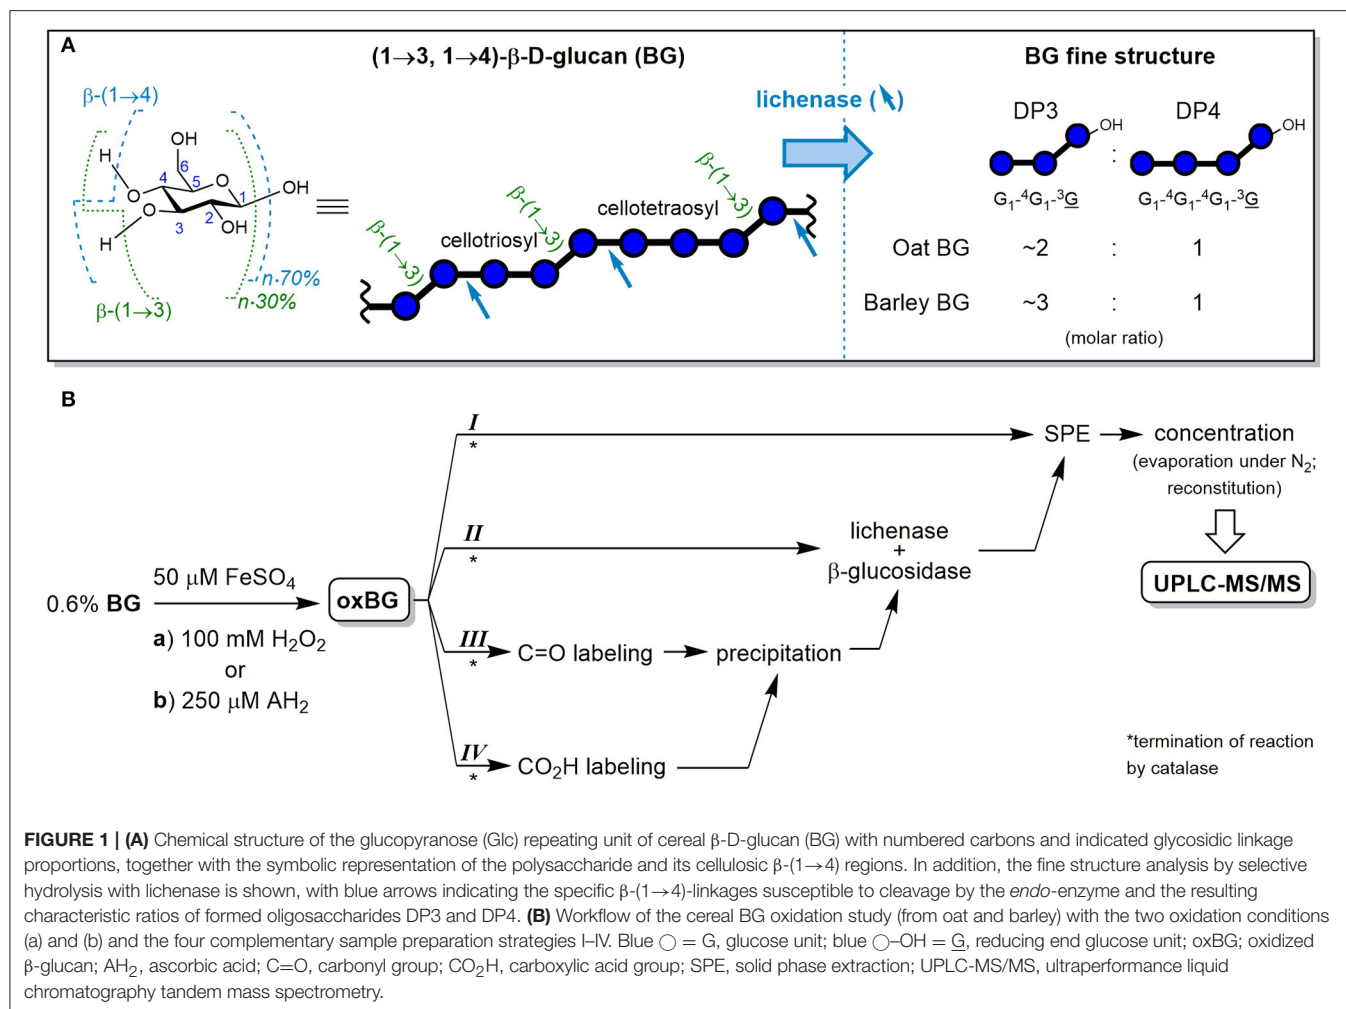 A
(1→3, 1→4)-β-D-glucan (BG)
BG fine structure
β-(1→4)
lichenase ( )
DP3
DP4
OH
H
6
4
5
O
1
OH
O
2
O
3
OH
H
n·70%
n·30%
β-(1→3)
β-(1→3)
cellotriosyl
β-(1→3)
cellotetraosyl
β-(1→3)
OH
:
OH
G₁-⁴G₁-³G
G₁-⁴G₁-⁴G₁-³G
Oat BG ~2 : 1
Barley BG ~3 : 1
(molar ratio)
B
I
*
SPE
concentration
(evaporation under N₂;
reconstitution)
II
*
lichenase
+
β-glucosidase
UPLC-MS/MS
0.6% BG
50 μM FeSO₄
a) 100 mM H₂O₂
or
b) 250 μM AH₂
oxBG
III
*
C=O labeling
precipitation
IV
*
CO₂H labeling
*termination of reaction
by catalase
FIGURE 1 | (A) Chemical structure of the glucopyranose (Glc) repeating unit of cereal β-D-glucan (BG) with numbered carbons and indicated glycosidic linkage
proportions, together with the symbolic representation of the polysaccharide and its cellulosic β-(1→4) regions. In addition, the fine structure analysis by selective
hydrolysis with lichenase is shown, with blue arrows indicating the specific β-(1→4)-linkages susceptible to cleavage by the endo-enzyme and the resulting
characteristic ratios of formed oligosaccharides DP3 and DP4. (B) Workflow of the cereal BG oxidation study (from oat and barley) with the two oxidation conditions
(a) and (b) and the four complementary sample preparation strategies I–IV. Blue ◯ = G, glucose unit; blue ◯–OH = G, reducing end glucose unit; oxBG; oxidized
β-glucan; AH₂, ascorbic acid; C=O, carbonyl group; CO₂H, carboxylic acid group; SPE, solid phase extraction; UPLC-MS/MS, ultraperformance liquid
chromatography tandem mass spectrometry.